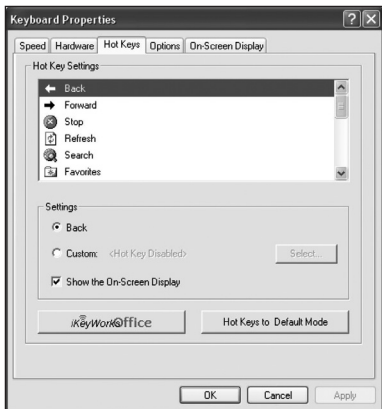 Keyboard Properties
Speed Hardware Hot Keys Options On-Screen Display
Hot Key Settings
Back
Forward
Stop
Refresh
Search
Favorites
Settings
Back
Custom: <Hot Key Disabled> Select...
Show the On-Screen Display
iKeyWorksOffice Hot Keys to Default Mode
OK Cancel Apply